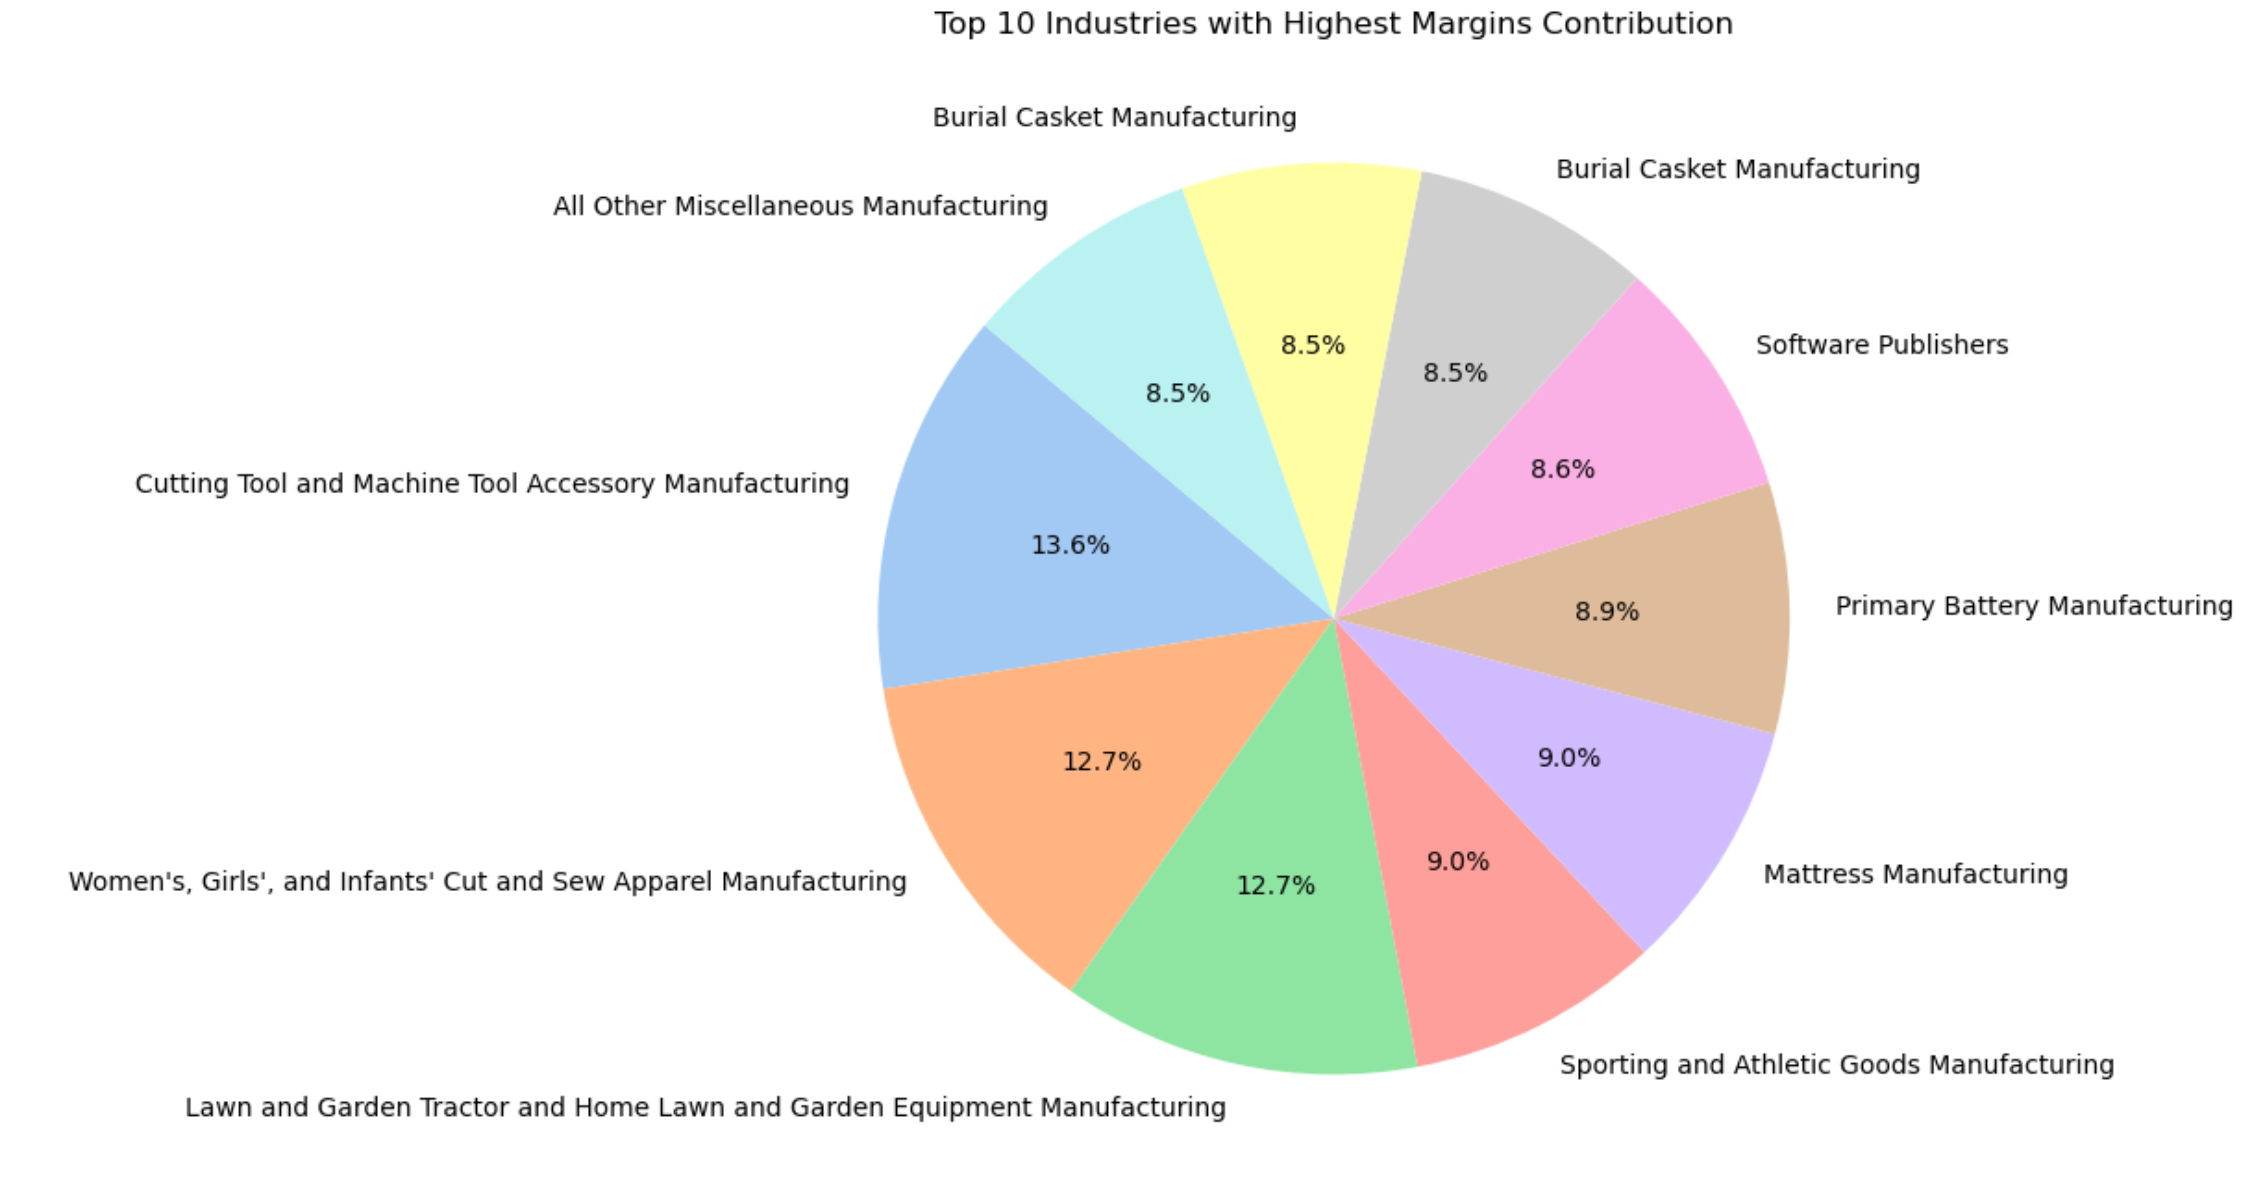 Top 10 Industries with Highest Margins Contribution
Burial Casket Manufacturing
Burial Casket Manufacturing
All Other Miscellaneous Manufacturing
Software Publishers
8.5%
8.5%
8.5%
8.6%
Cutting Tool and Machine Tool Accessory Manufacturing
13.6%
8.9%
Primary Battery Manufacturing
12.7%
9.0%
9.0%
12.7%
Women's, Girls', and Infants' Cut and Sew Apparel Manufacturing
Mattress Manufacturing
Sporting and Athletic Goods Manufacturing
Lawn and Garden Tractor and Home Lawn and Garden Equipment Manufacturing